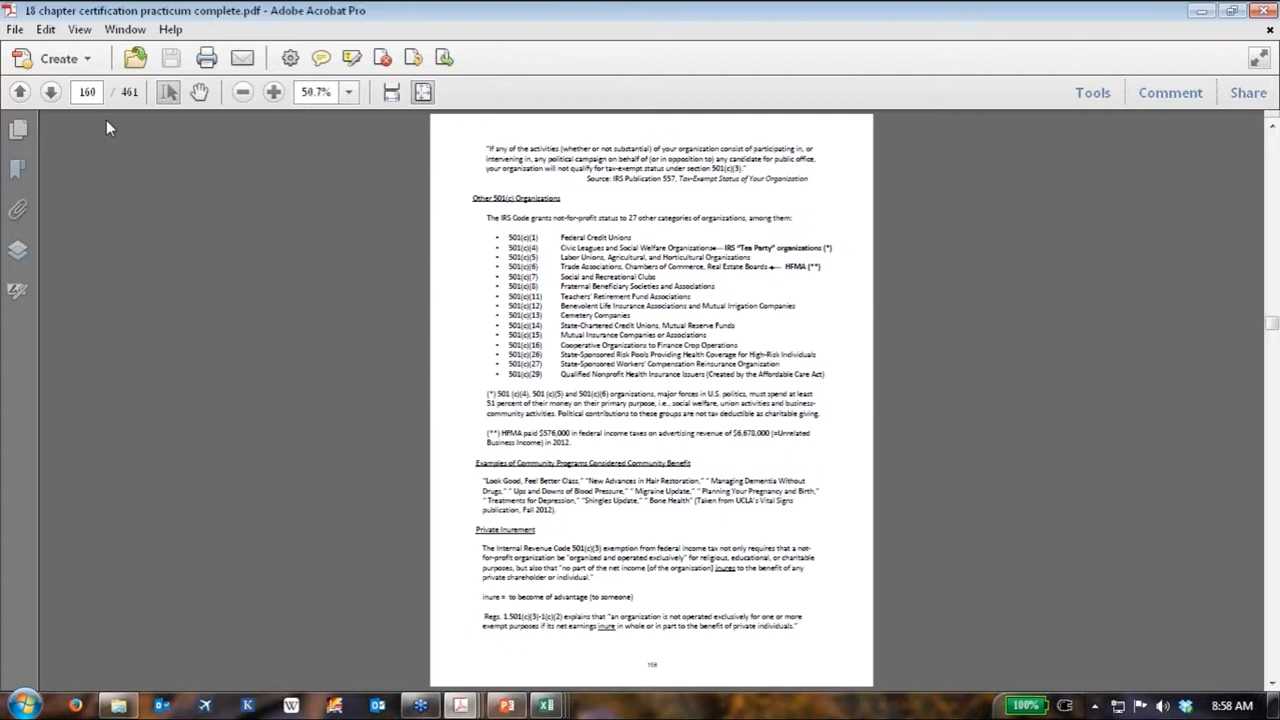 18 chapter certification practicum complete.pdf - Adobe Acrobat Pro
File Edit View Window Help
Create
160 / 461 50.7% Tools Comment Share
"If any of the activities (whether or not substantial) of your organization consist of participating in, or
intervening in, any political campaign on behalf of (or in opposition to) any candidate for public office,
your organization will not qualify for tax-exempt status under section 501(c)(3)."
Source: IRS Publication 557, Tax-Exempt Status of Your Organization
Other 501(c) Organizations
The IRS Code grants not-for-profit status to 27 other categories of organizations, among them:
• 501(c)(1) Federal Credit Unions
• 501(c)(4) Civic Leagues and Social Welfare Organizations← IRS "Tea Party" organizations (*)
• 501(c)(5) Labor Unions, Agricultural, and Horticultural Organizations
• 501(c)(6) Trade Associations, Chambers of Commerce, Real Estate Boards ← HFMA (**)
• 501(c)(7) Social and Recreational Clubs
• 501(c)(8) Fraternal Beneficiary Societies and Associations
• 501(c)(11) Teachers' Retirement Fund Associations
• 501(c)(12) Benevolent Life Insurance Associations and Mutual Irrigation Companies
• 501(c)(13) Cemetery Companies
• 501(c)(14) State-Chartered Credit Unions, Mutual Reserve Funds
• 501(c)(15) Mutual Insurance Companies or Associations
• 501(c)(16) Cooperative Organizations to Finance Crop Operations
• 501(c)(26) State-Sponsored Risk Pools Providing Health Coverage for High-Risk Individuals
• 501(c)(27) State-Sponsored Workers' Compensation Reinsurance Organization
• 501(c)(29) Qualified Nonprofit Health Insurance Issuers (Created by the Affordable Care Act)
(*) 501 (c)(4), 501 (c)(5) and 501(c)(6) organizations, major forces in U.S. politics, must spend at least
51 percent of their money on their primary purpose, i.e., social welfare, union activities and business-
community activities. Political contributions to these groups are not tax deductible as charitable giving.
(**) HFMA paid $576,000 in federal income taxes on advertising revenue of $6,678,000 (=Unrelated
Business Income) in 2012.
Examples of Community Programs Considered Community Benefit
"Look Good, Feel Better Class," "New Advances in Hair Restoration," " Managing Dementia Without
Drugs," " Ups and Downs of Blood Pressure," " Migraine Update," " Planning Your Pregnancy and Birth,"
" Treatments for Depression," "Shingles Update," " Bone Health" (Taken from UCLA's Vital Signs
publication, Fall 2012).
Private Inurement
The Internal Revenue Code 501(c)(3) exemption from federal income tax not only requires that a not-
for-profit organization be "organized and operated exclusively" for religious, educational, or charitable
purposes, but also that "no part of the net income [of the organization] inures to the benefit of any
private shareholder or individual."
inure = to become of advantage (to someone)
Regs. 1.501(c)(3)-1(c)(2) explains that "an organization is not operated exclusively for one or more
exempt purposes if its net earnings inure in whole or in part to the benefit of private individuals."
158
100% 8:58 AM